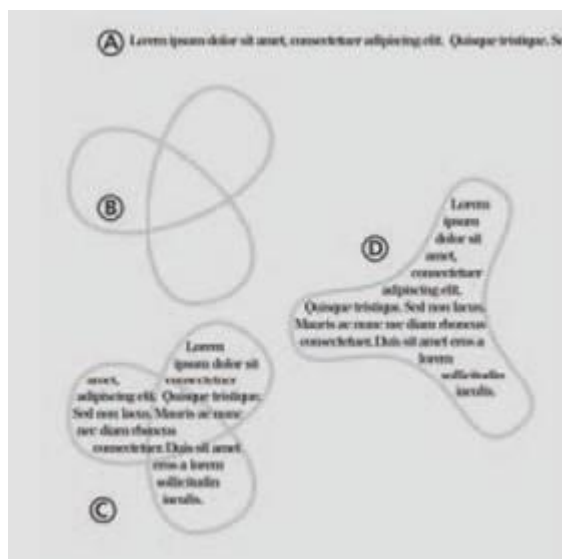 A Lorem ipsum dolor sit amet, consectetuer adipiscing elit. Quisque tristique. Se
B
D
Lorem
ipsum
dolor sit
amet,
consectetuer
adipiscing elit.
Quisque tristique. Sed non lacus.
Mauris ac nunc nec diam rhoncus
consectetuer. Duis sit amet eros a
lorem
sollicitudin
iaculis.
Lorem
ipsum dolor sit
amet, consectetuer
adipiscing elit. Quisque tristique.
Sed non lacus. Mauris ac nunc
nec diam rhoncus
consectetuer. Duis sit amet
eros a lorem
sollicitudin
iaculis.
C